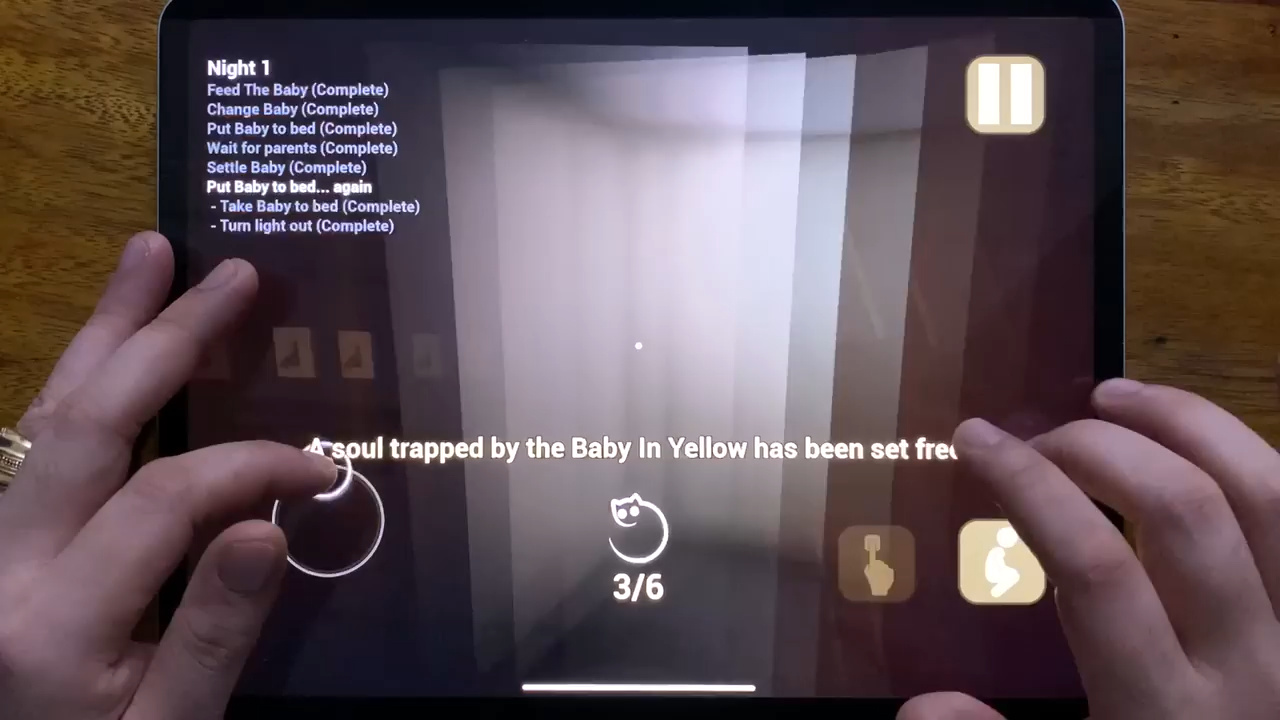 Night 1
Feed The Baby (Complete)
Change Baby (Complete)
Put Baby to bed (Complete)
Wait for parents (Complete)
Settle Baby (Complete)
Put Baby to bed... again
- Take Baby to bed (Complete)
- Turn light out (Complete)
A soul trapped by the Baby In Yellow has been set free
3/6